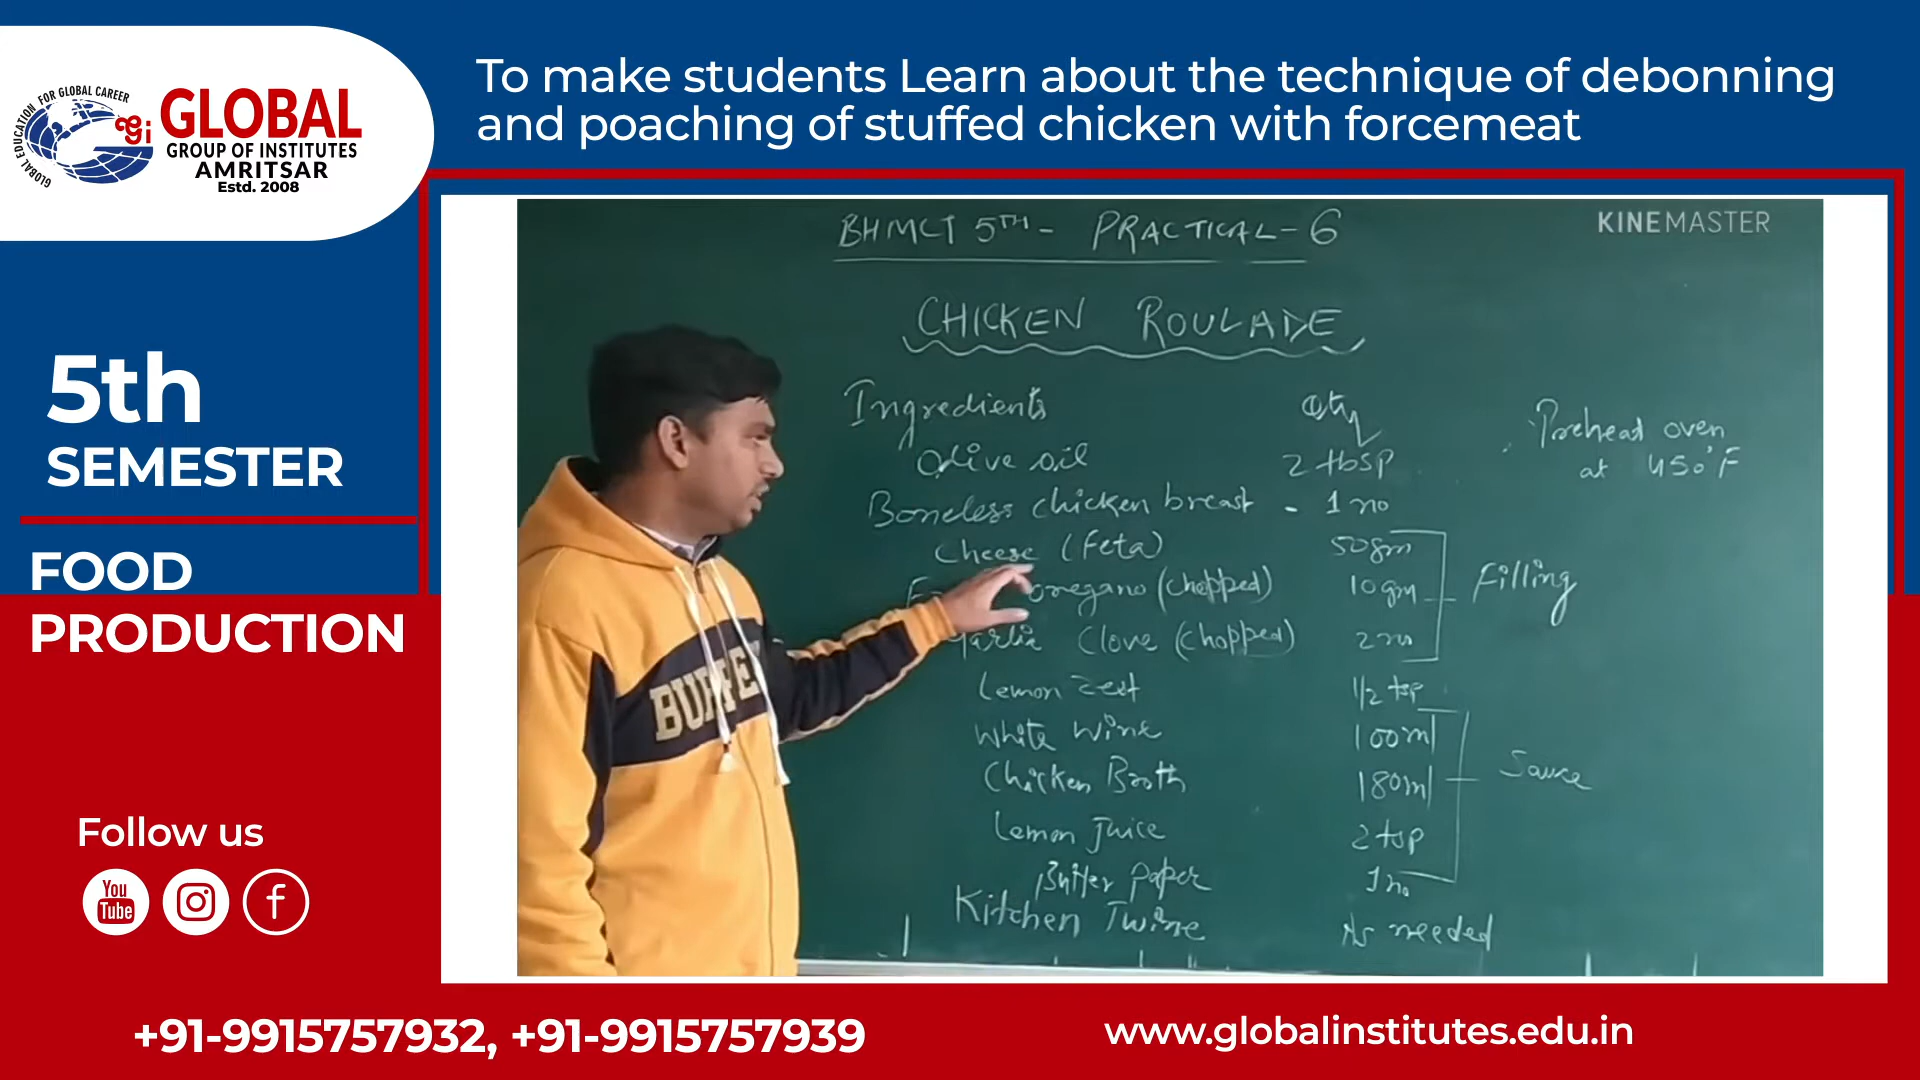 To make students Learn about the technique of debonning
and poaching of stuffed chicken with forcemeat
GLOBAL EDUCATION FOR GLOBAL CAREER
ggi
GLOBAL
GROUP OF INSTITUTES
AMRITSAR
Estd. 2008
5th
SEMESTER
FOOD
PRODUCTION
Follow us
You
Tube
f
KINEMASTER
BHMCT 5TH - PRACTICAL - 6
CHICKEN ROULADE
Ingredients Qty
Olive oil 2 tbsp
Boneless chicken breast - 1 no
Cheese (Feta) 50gm
oregano (chopped) 10gm
Garlic Clove (chopped) 2 no
Lemon Zest 1/2 tsp
White Wine 100ml
Chicken Broth 180ml
Lemon Juice 2 tsp
Butter Paper 1 no
Kitchen Twine As needed
Filling
Sauce
Preheat oven
at 450°F
+91-9915757932, +91-9915757939
www.globalinstitutes.edu.in